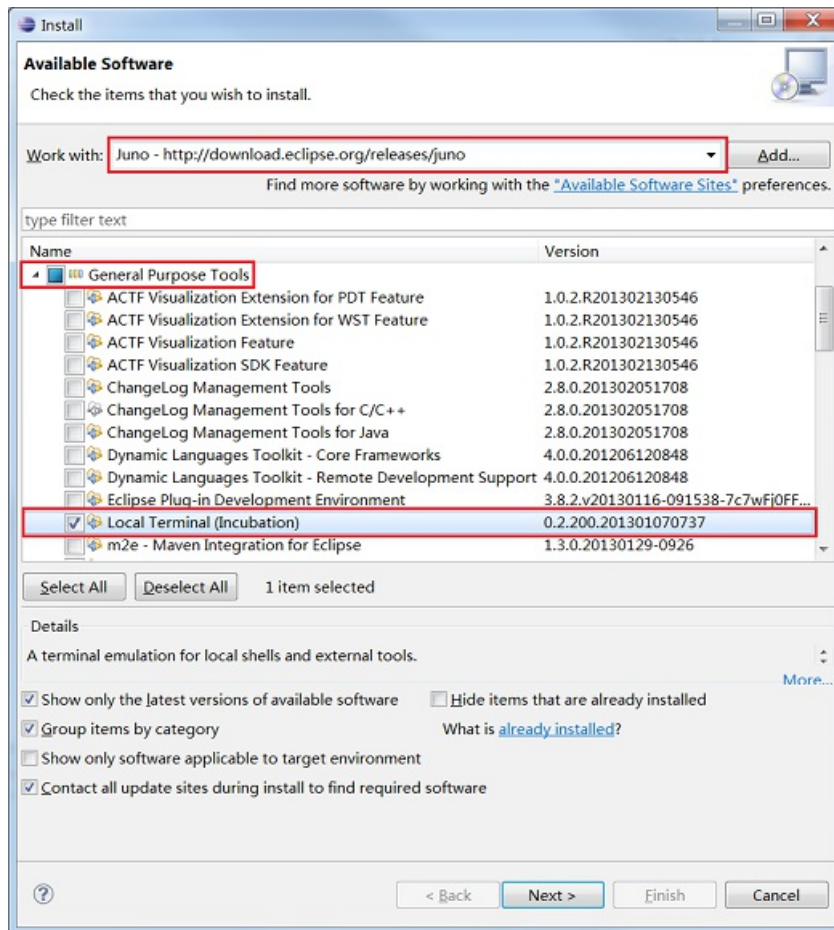 Install
Available Software
Check the items that you wish to install.
Work with: Juno - http://download.eclipse.org/releases/juno Add...
Find more software by working with the "Available Software Sites" preferences.
type filter text
Name Version
General Purpose Tools
ACTF Visualization Extension for PDT Feature 1.0.2.R201302130546
ACTF Visualization Extension for WST Feature 1.0.2.R201302130546
ACTF Visualization Feature 1.0.2.R201302130546
ACTF Visualization SDK Feature 1.0.2.R201302130546
ChangeLog Management Tools 2.8.0.201302051708
ChangeLog Management Tools for C/C++ 2.8.0.201302051708
ChangeLog Management Tools for Java 2.8.0.201302051708
Dynamic Languages Toolkit - Core Frameworks 4.0.0.201206120848
Dynamic Languages Toolkit - Remote Development Support 4.0.0.201206120848
Eclipse Plug-in Development Environment 3.8.2.v20130116-091538-7c7wFj0FF...
Local Terminal (Incubation) 0.2.200.201301070737
m2e - Maven Integration for Eclipse 1.3.0.20130129-0926
Select All Deselect All 1 item selected
Details
A terminal emulation for local shells and external tools.
More...
Show only the latest versions of available software Hide items that are already installed
Group items by category What is already installed?
Show only software applicable to target environment
Contact all update sites during install to find required software
? < Back Next > Finish Cancel